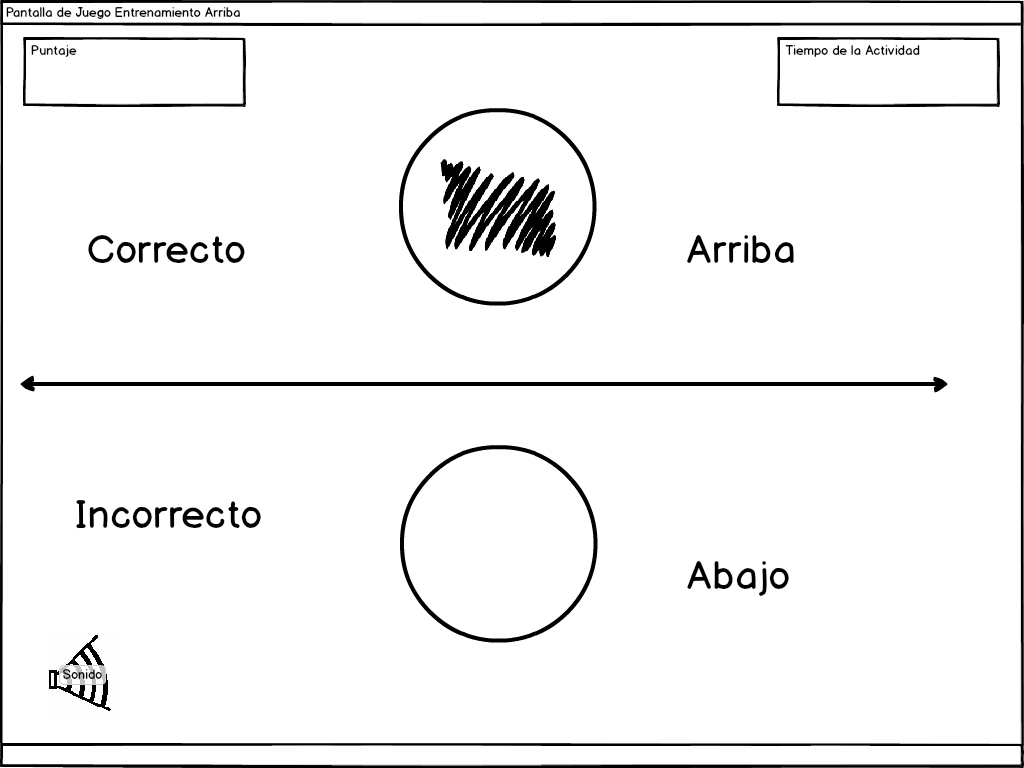 Pantalla de Juego Entrenamiento Arriba
Puntaje
Tiempo de la Actividad
Correcto
Arriba
Incorrecto
Abajo
Sonido